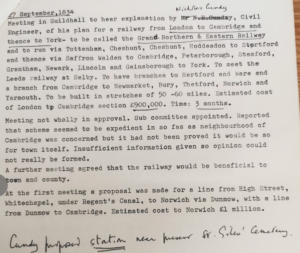 Nicholas Cundy
27 September, 1834
Meeting in Guildhall to hear explanation by Mr N.Cundy, Civil
Engineer, of his plan for a railway from London to Cambridge and
thence to York- to be called the Grand Northern & Eastern Railway
and to run via Tottenham, Cheshunt, Cheshunt, Hoddesdon to Stortford
and thence via Saffron Walden to Cambridge, Peterborough, Sleaford,
Grantham, Newark, Lincoln and Gainsborough to York. To meet the
Leeds railway at Selby. To have branches to Hertford and Ware and
a branch from Cambridge to Newmarket, Bury, Thetford, Norwich and
Yarmouth. To be built in stretches of 50 -60 miles. Estimated cost
of London to Cambridge section £900,000. Time: 3 months.
Meeting not wholly in approval. Sub committee appointed. Reported
that scheme seemed to be expedient in so far as neighbourhood of
Cambridge was concerned but it had not been proved it would be so
for town itself. Insufficient information given so opinion could
not really be formed.
A further meeting agreed that the railway would be beneficial to
town and county.
At the first meeting a proposal was made for a line from High Street,
Whitechapel, under Regent's Canal, to Norwich via Dunmow, with a line
from Dunmow to Cambridge. Estimated cost to Norwich £1 million.
Cundy proposed station near present St. Giles' Cemetery.